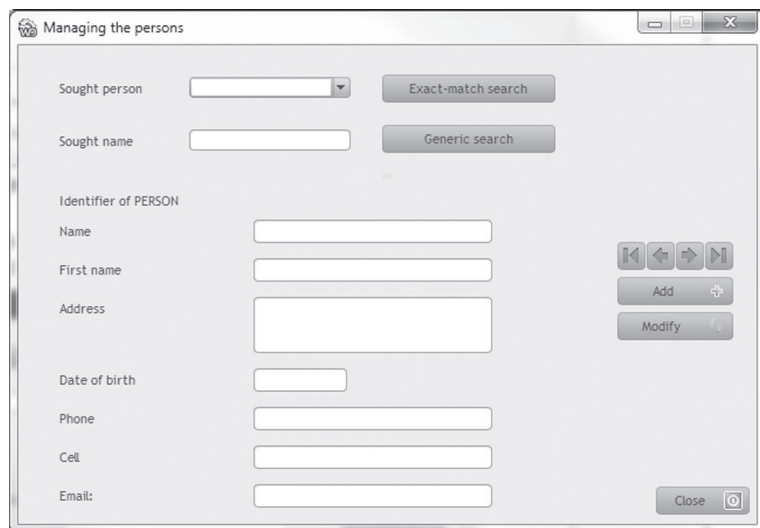 Managing the persons
Sought person
Exact-match search
Sought name
Generic search
Identifier of PERSON
Name
First name
Add
Address
Modify
Date of birth
Phone
Cell
Email:
Close